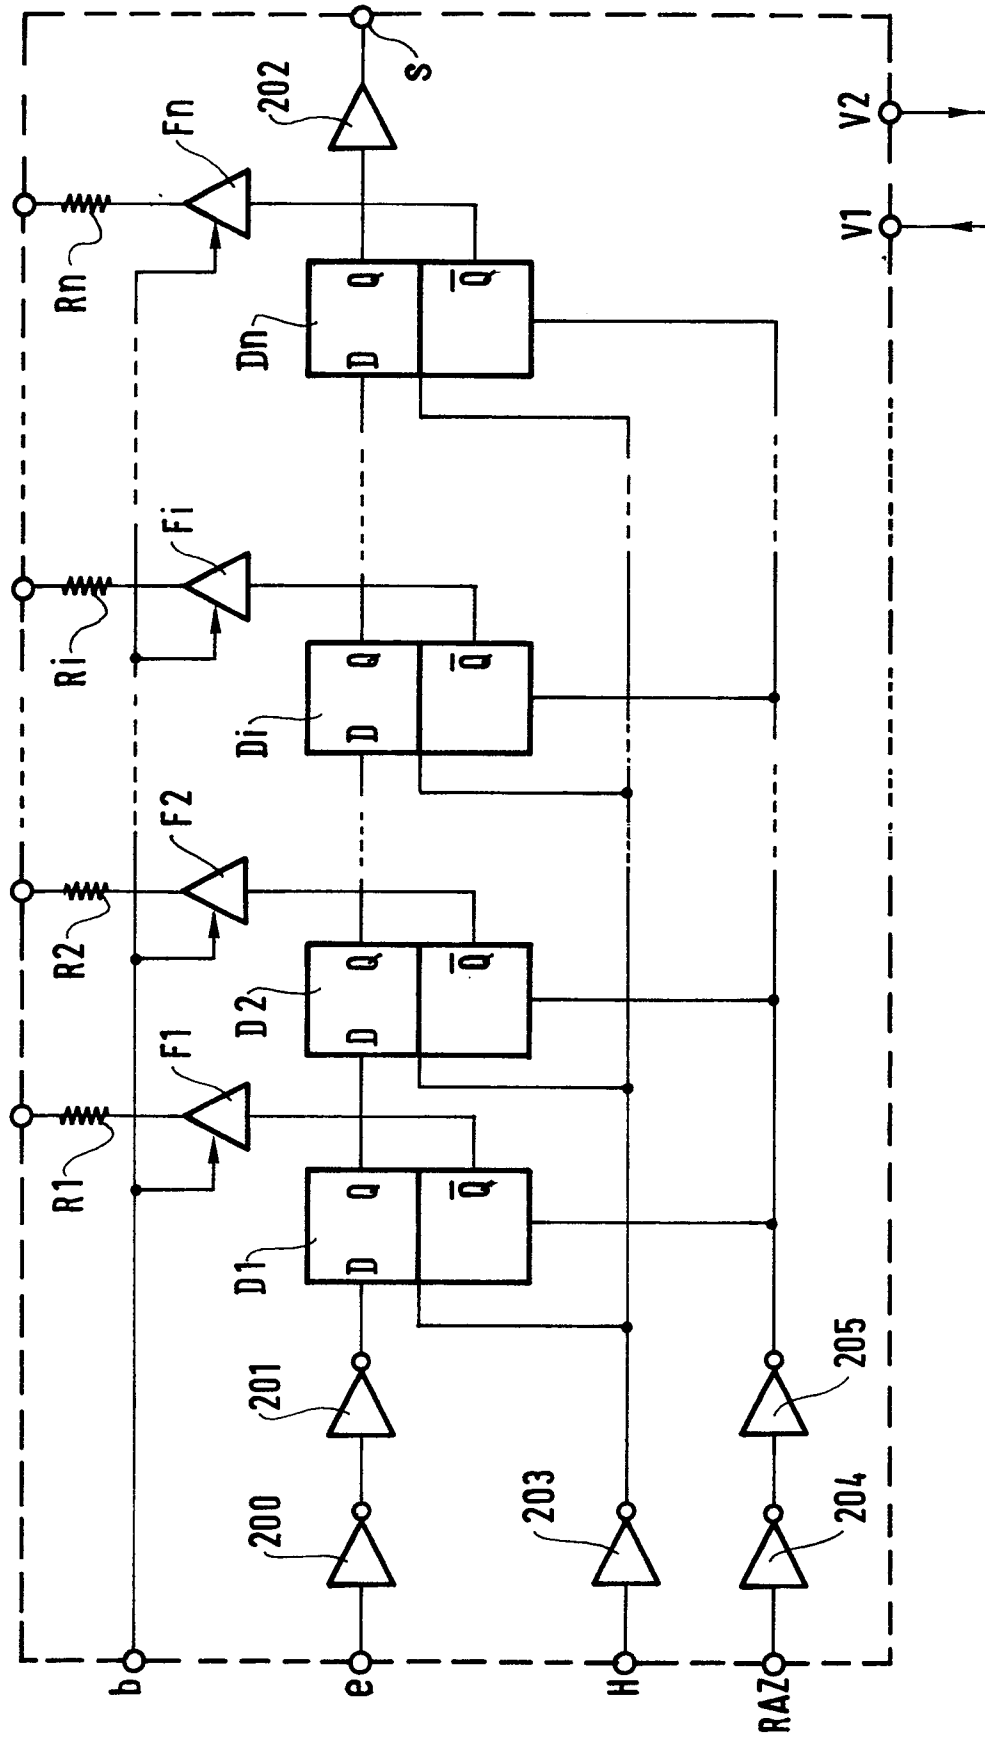 R1 R2 Ri Rn
b
F1 F2 Fi Fn
D1 D2 Di Dn
200 201 202
e D Q D Q D Q D Q
s
Q̅ Q̅ Q̅ Q̅
203
H
RAZ
204 205 V1 V2